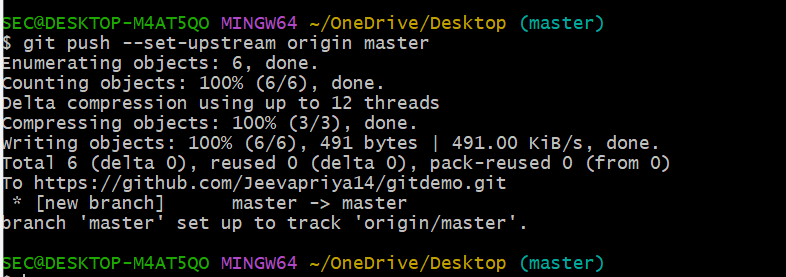 SEC@DESKTOP-M4AT5QO MINGW64 ~/OneDrive/Desktop (master)
$ git push --set-upstream origin master
Enumerating objects: 6, done.
Counting objects: 100% (6/6), done.
Delta compression using up to 12 threads
Compressing objects: 100% (3/3), done.
Writing objects: 100% (6/6), 491 bytes | 491.00 KiB/s, done.
Total 6 (delta 0), reused 0 (delta 0), pack-reused 0 (from 0)
To https://github.com/Jeevapriya14/gitdemo.git
 * [new branch]      master -> master
branch 'master' set up to track 'origin/master'.
SEC@DESKTOP-M4AT5QO MINGW64 ~/OneDrive/Desktop (master)